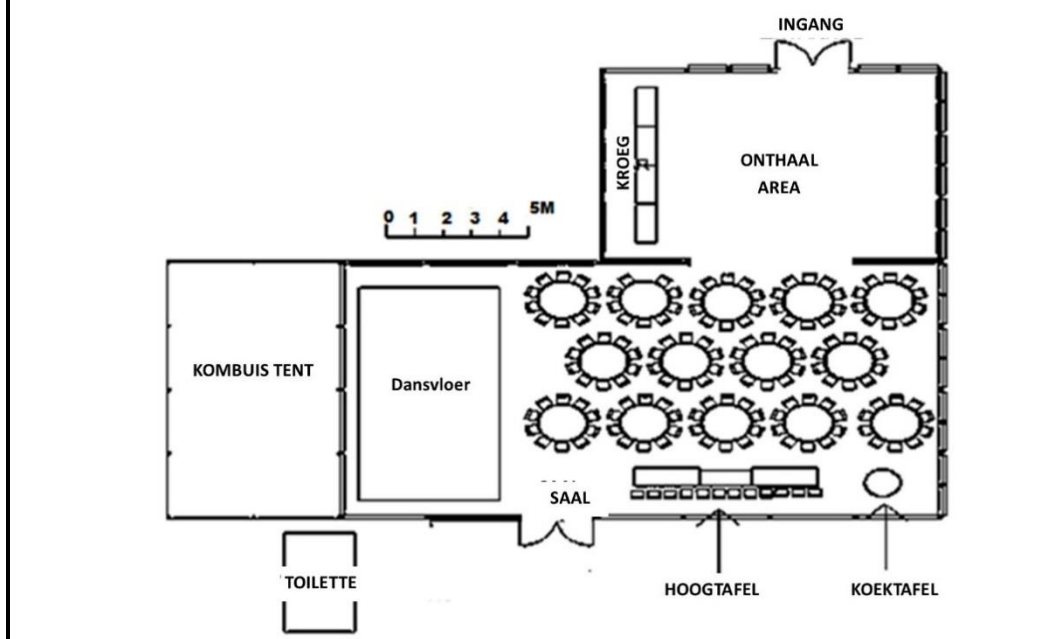 INGANG
KROEG
ONTHAAL
AREA
0 1 2 3 4 5M
KOMBUIS TENT
Dansvloer
SAAL
TOILETTE
HOOGTAFEL
KOEKTAFEL